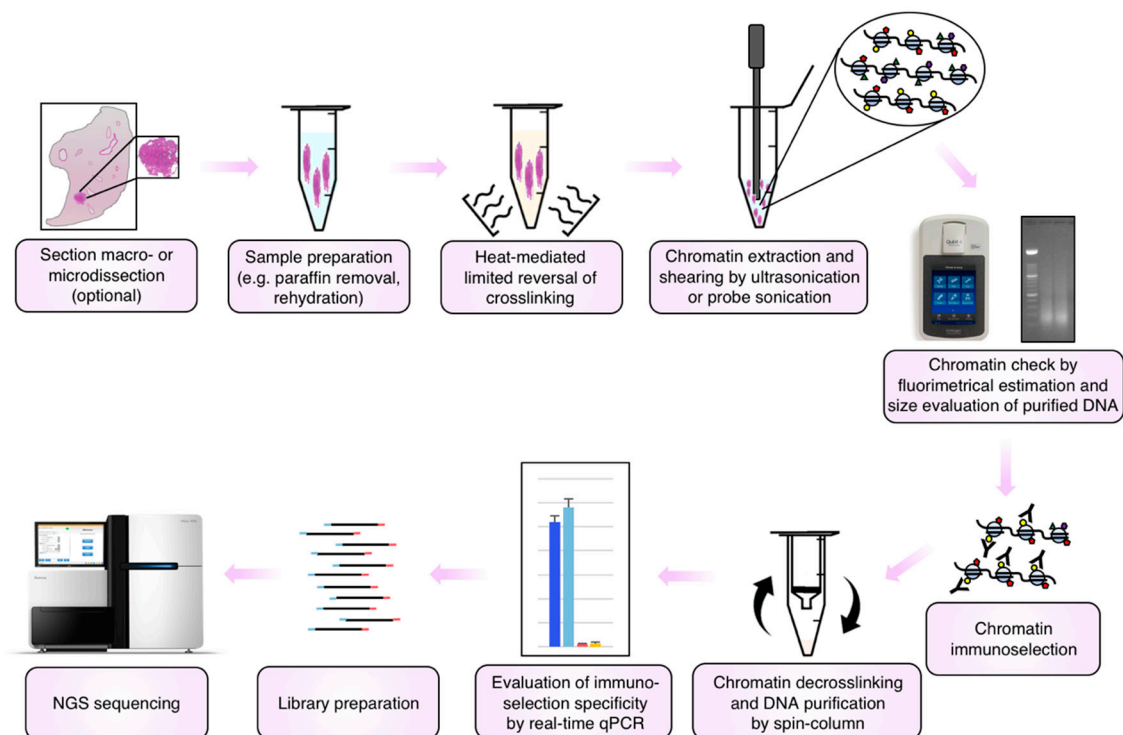 Section macro- or
microdissection
(optional)
Sample preparation
(e.g. paraffin removal,
rehydration)
Heat-mediated
limited reversal of
crosslinking
Chromatin extraction and
shearing by ultrasonication
or probe sonication
Chromatin check by
fluorimetrical estimation and
size evaluation of purified DNA
Chromatin
immunoselection
Chromatin decrosslinking
and DNA purification
by spin-column
Evaluation of immuno-
selection specificity
by real-time qPCR
Library preparation
NGS sequencing